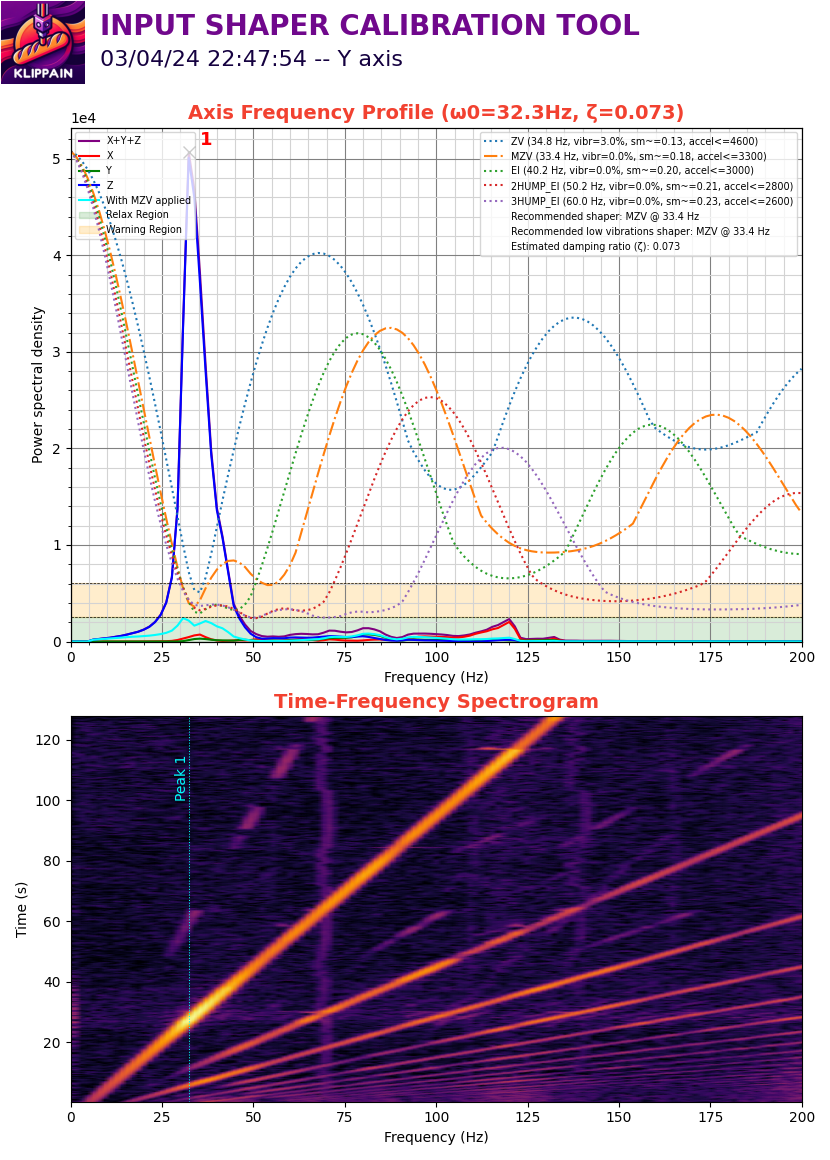 KLIPPAIN
INPUT SHAPER CALIBRATION TOOL
03/04/24 22:47:54 -- Y axis
Axis Frequency Profile (ω0=32.3Hz, ζ=0.073)
1e4
1
X+Y+Z
X
Y
Z
With MZV applied
Relax Region
Warning Region
ZV (34.8 Hz, vibr=3.0%, sm~=0.13, accel<=4600)
MZV (33.4 Hz, vibr=0.0%, sm~=0.18, accel<=3300)
EI (40.2 Hz, vibr=0.0%, sm~=0.20, accel<=3000)
2HUMP_EI (50.2 Hz, vibr=0.0%, sm~=0.21, accel<=2800)
3HUMP_EI (60.0 Hz, vibr=0.0%, sm~=0.23, accel<=2600)
Recommended shaper: MZV @ 33.4 Hz
Recommended low vibrations shaper: MZV @ 33.4 Hz
Estimated damping ratio (ζ): 0.073
Power spectral density
5
4
3
2
1
0
0 25 50 75 100 125 150 175 200
Frequency (Hz)
Time-Frequency Spectrogram
Time (s)
120
100
80
60
40
20
Peak 1
0 25 50 75 100 125 150 175 200
Frequency (Hz)